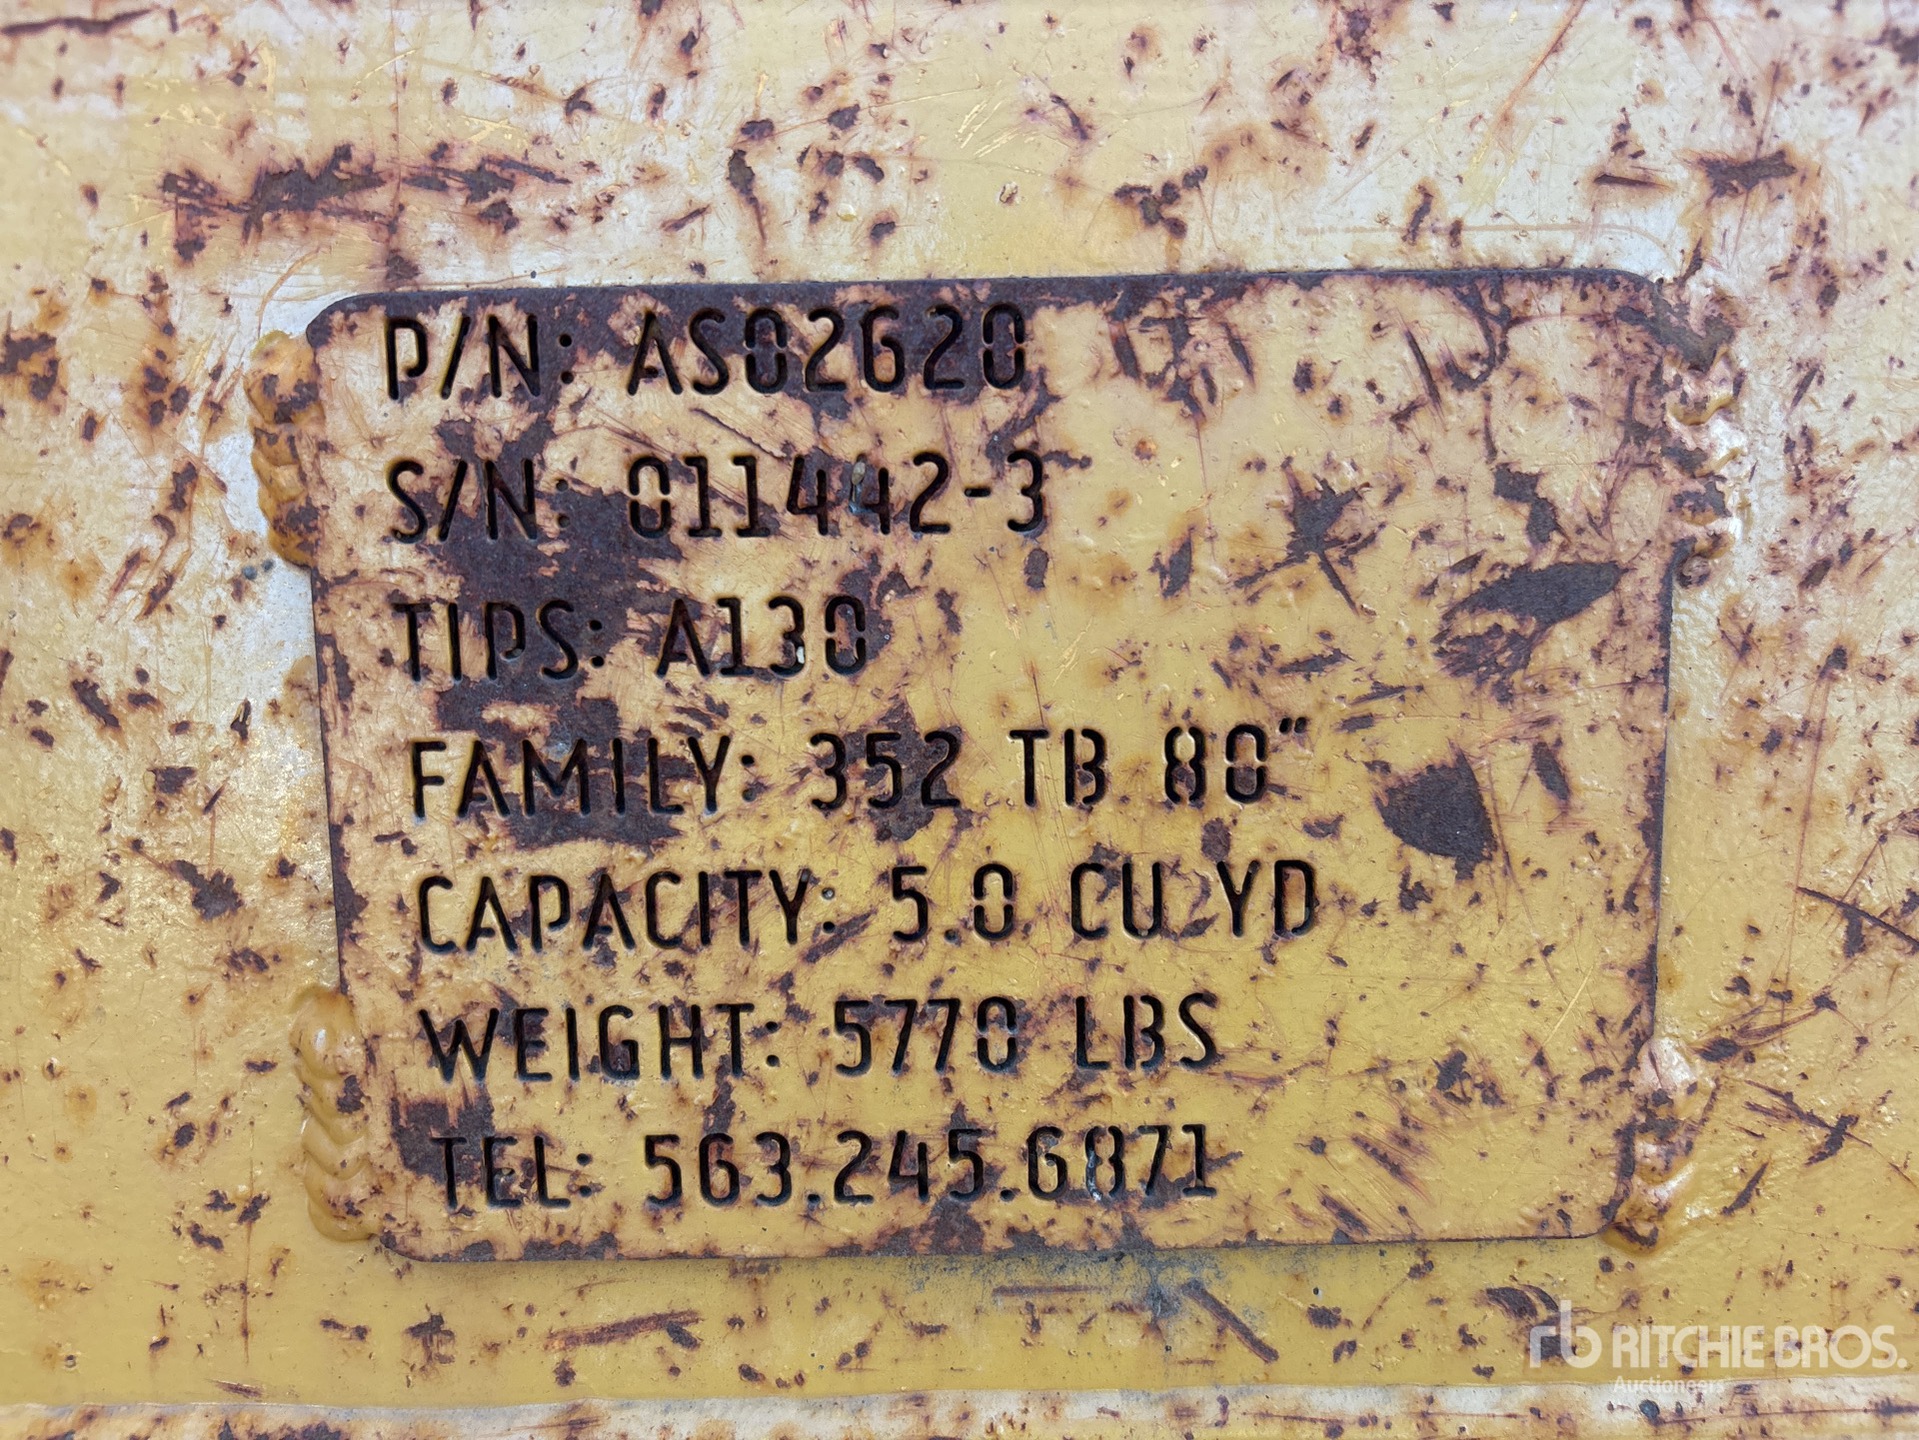 P/N: AS02620
S/N: 011442-3
TIPS: A130
FAMILY: 352 TB 80"
CAPACITY: 5.0 CU YD
WEIGHT: 5770 LBS
TEL: 563.245.6871
rb RITCHIE BROS.
Auctioneers